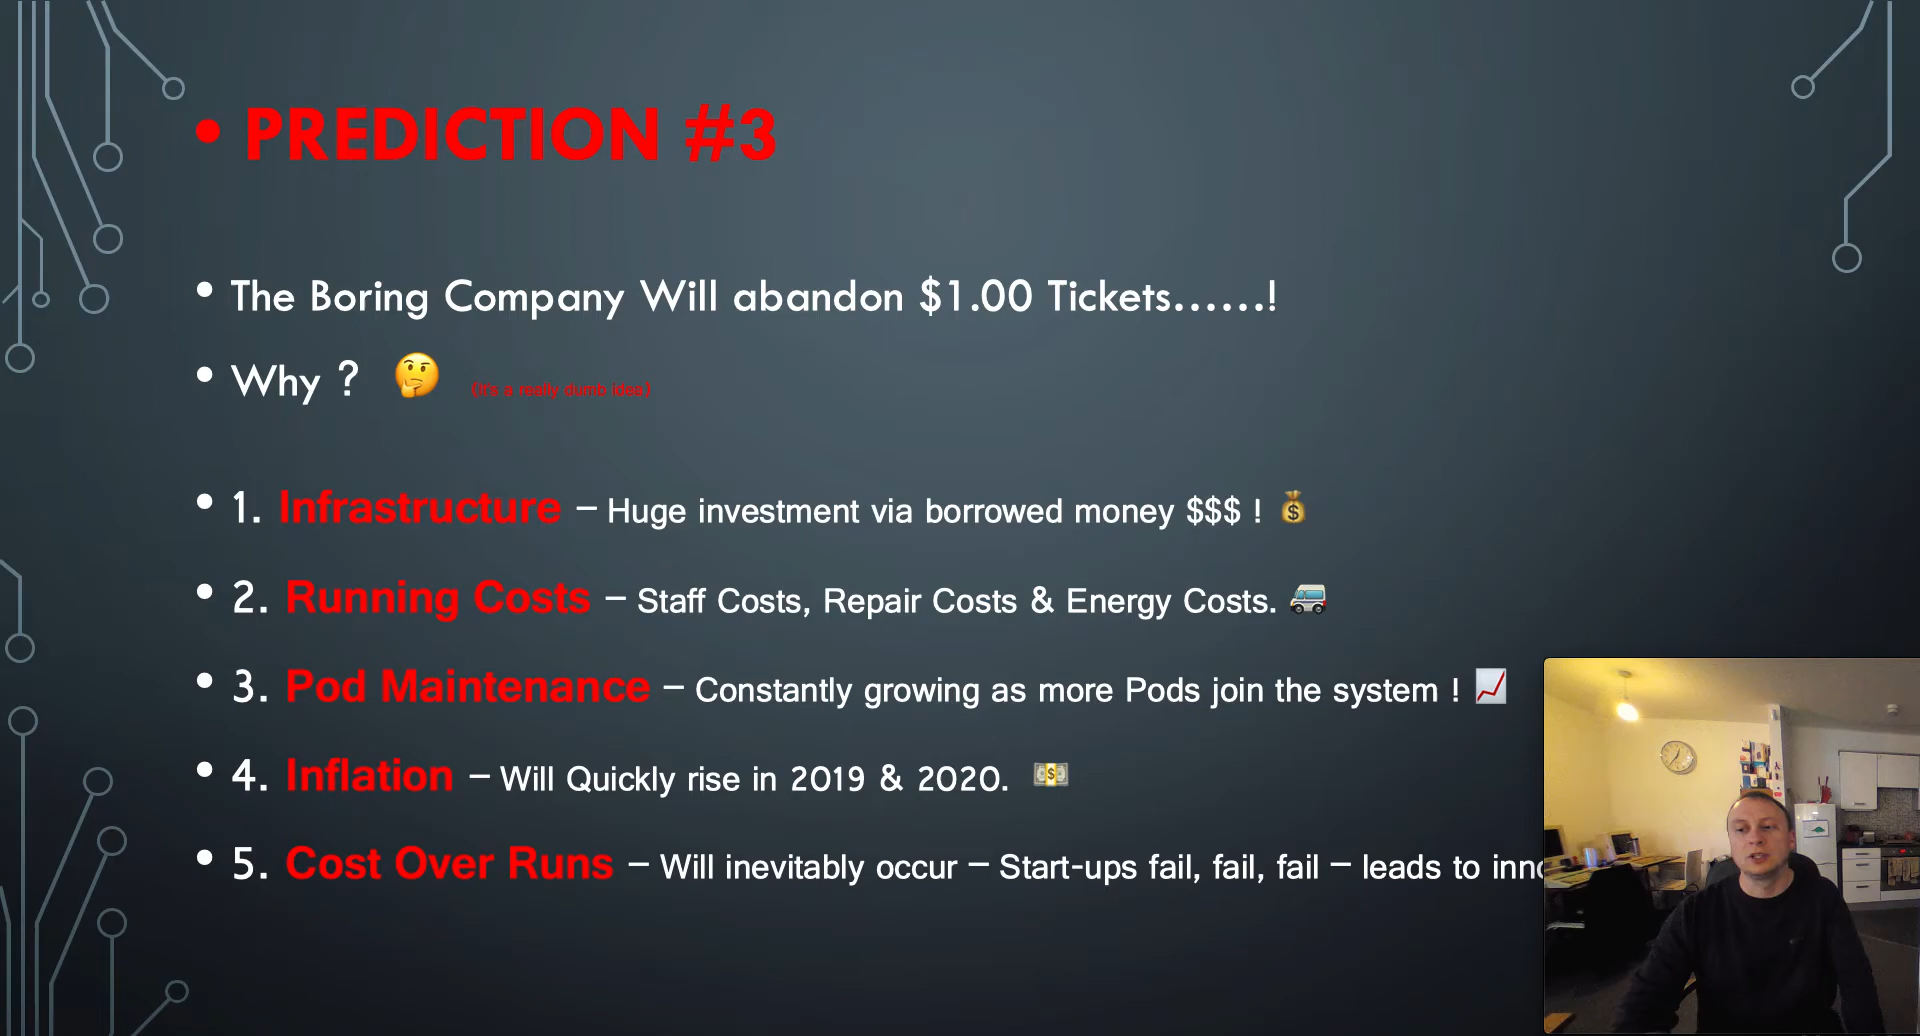 • PREDICTION #3
• The Boring Company Will abandon $1.00 Tickets......!
• Why ? 🤔 (It's a really dumb idea)
• 1. Infrastructure – Huge investment via borrowed money $$$ ! 💰
• 2. Running Costs – Staff Costs, Repair Costs & Energy Costs. 🚐
• 3. Pod Maintenance – Constantly growing as more Pods join the system ! 📈
• 4. Inflation – Will Quickly rise in 2019 & 2020. 💵
• 5. Cost Over Runs – Will inevitably occur – Start-ups fail, fail, fail – leads to